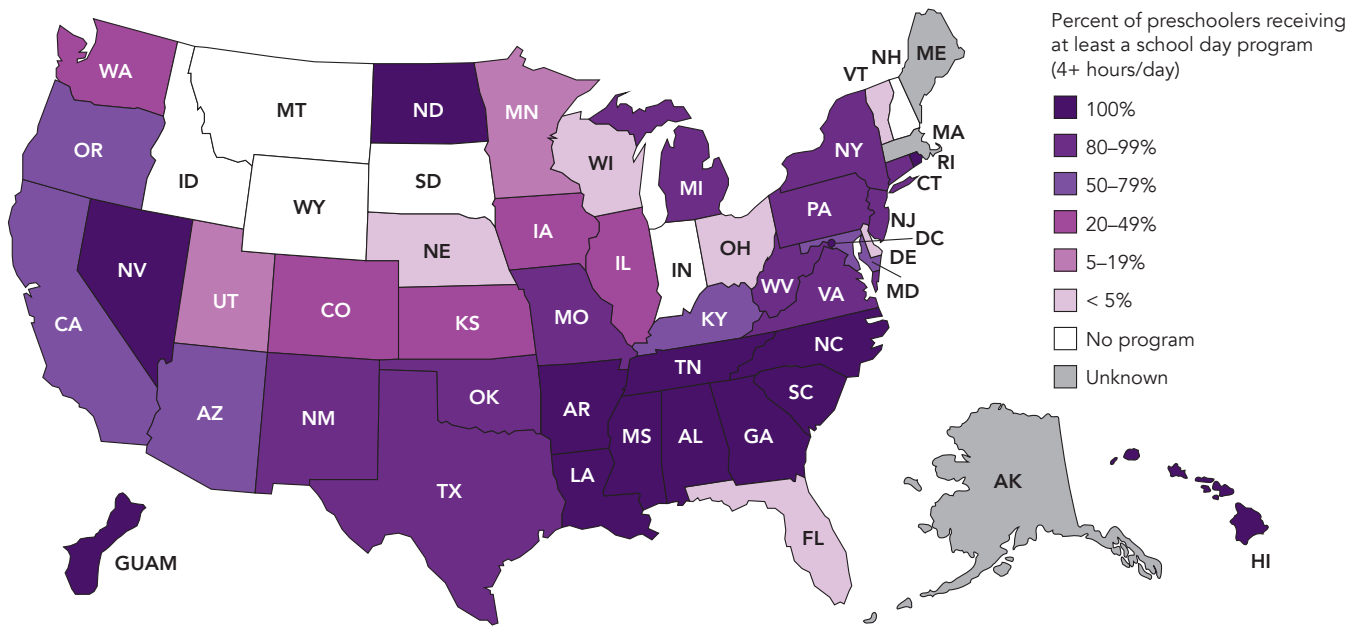 Percent of preschoolers receiving
at least a school day program
(4+ hours/day)
100%
80–99%
50–79%
20–49%
5–19%
< 5%
No program
Unknown
WA
OR
CA
NV
ID
MT
WY
UT
AZ
CO
NM
ND
SD
NE
KS
OK
TX
MN
IA
MO
AR
LA
WI
IL
MI
IN
OH
KY
TN
MS
AL
GA
FL
SC
NC
VA
WV
PA
NY
VT
NH
ME
MA
RI
CT
NJ
DC
DE
MD
AK
HI
GUAM